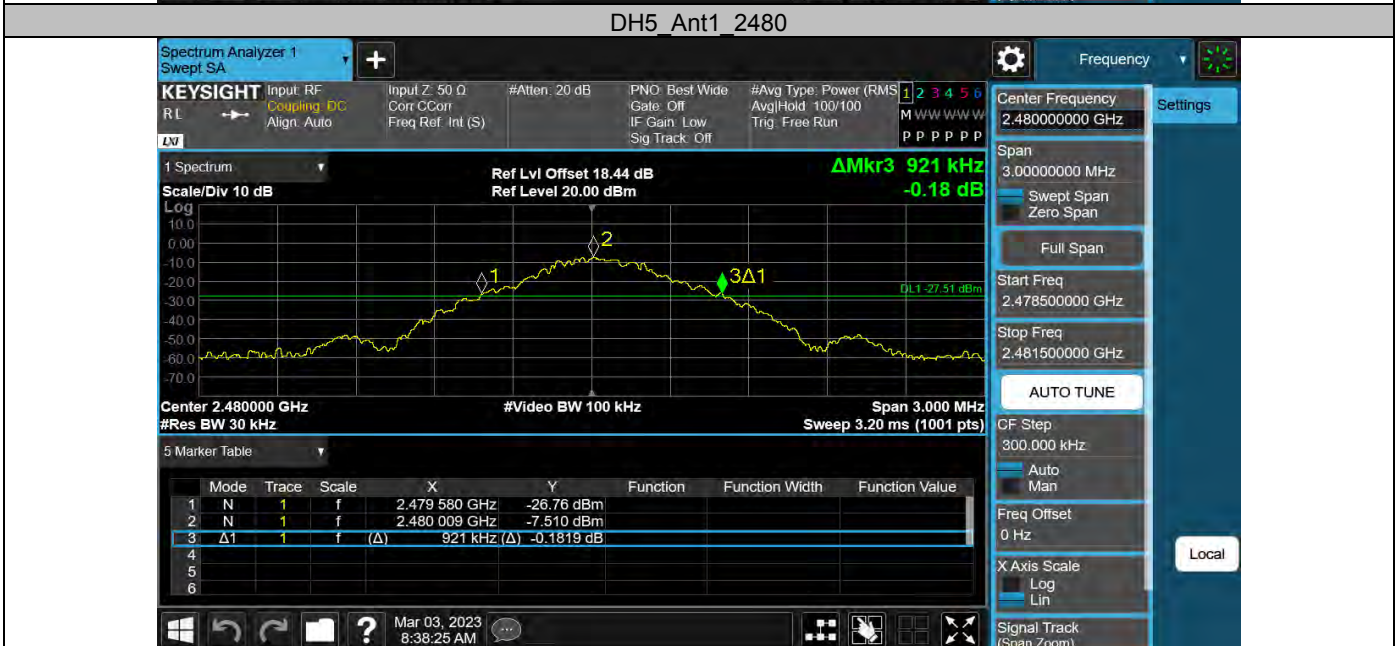 DH5_Ant1_2480
Spectrum Analyzer 1
Swept SA
Frequency
KEYSIGHT Input: RF Input Z: 50 Ω #Atten: 20 dB PNO: Best Wide #Avg Type: Power (RMS 1 2 3 4 5 6
RL Coupling: DC Corr CCorr Gate: Off Avg|Hold: 100/100 M W W W W W
Align: Auto Freq Ref: Int (S) IF Gain: Low Trig: Free Run
LXI Sig Track: Off P P P P P P
Center Frequency
2.480000000 GHz
Settings
Span
3.00000000 MHz
Swept Span
Zero Span
Full Span
Start Freq
2.478500000 GHz
Stop Freq
2.481500000 GHz
AUTO TUNE
CF Step
300.000 kHz
Auto
Man
Freq Offset
0 Hz
X Axis Scale
Log
Lin
Signal Track
(Span Zoom)
Local
1 Spectrum
Ref Lvl Offset 18.44 dB
ΔMkr3 921 kHz
Scale/Div 10 dB
Ref Level 20.00 dBm
-0.18 dB
Log
10.0
0.00
-10.0
-20.0
-30.0
-40.0
-50.0
-60.0
-70.0
1
2
3Δ1
DL1 -27.51 dBm
Center 2.480000 GHz #Video BW 100 kHz Span 3.000 MHz
#Res BW 30 kHz Sweep 3.20 ms (1001 pts)
5 Marker Table
Mode Trace Scale X Y Function Function Width Function Value
1 N 1 f 2.479 580 GHz -26.76 dBm
2 N 1 f 2.480 009 GHz -7.510 dBm
3 Δ1 1 f (Δ) 921 kHz (Δ) -0.1819 dB
4
5
6
Mar 03, 2023
8:38:25 AM